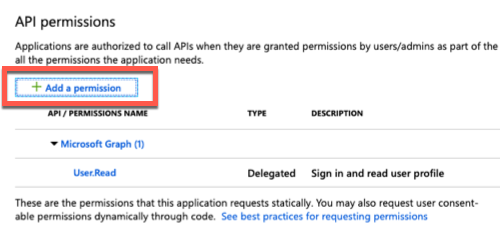 API permissions
Applications are authorized to call APIs when they are granted permissions by users/admins as part of the
all the permissions the application needs.
+ Add a permission
API / PERMISSIONS NAME TYPE DESCRIPTION
Microsoft Graph (1)
User.Read Delegated Sign in and read user profile
These are the permissions that this application requests statically. You may also request user consent-
able permissions dynamically through code. See best practices for requesting permissions